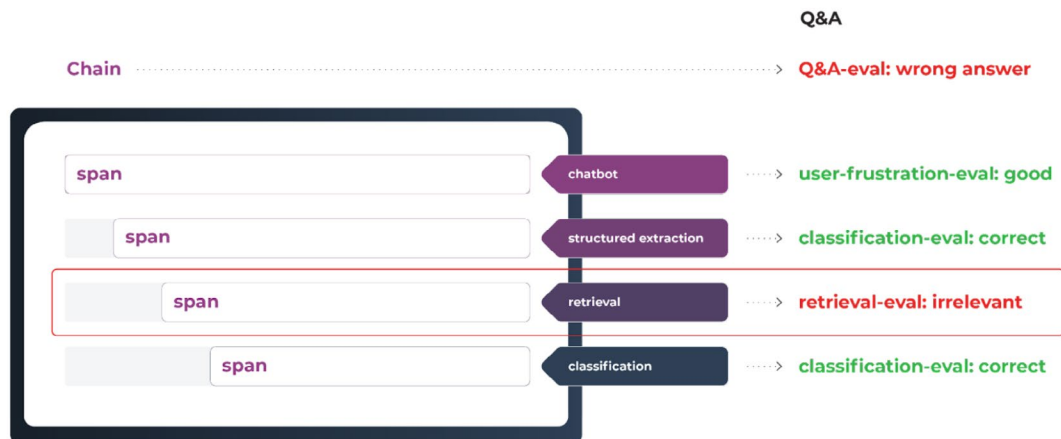 Q&A
Chain
Q&A-eval: wrong answer
span
chatbot
user-frustration-eval: good
span
structured extraction
classification-eval: correct
span
retrieval
retrieval-eval: irrelevant
span
classification
classification-eval: correct